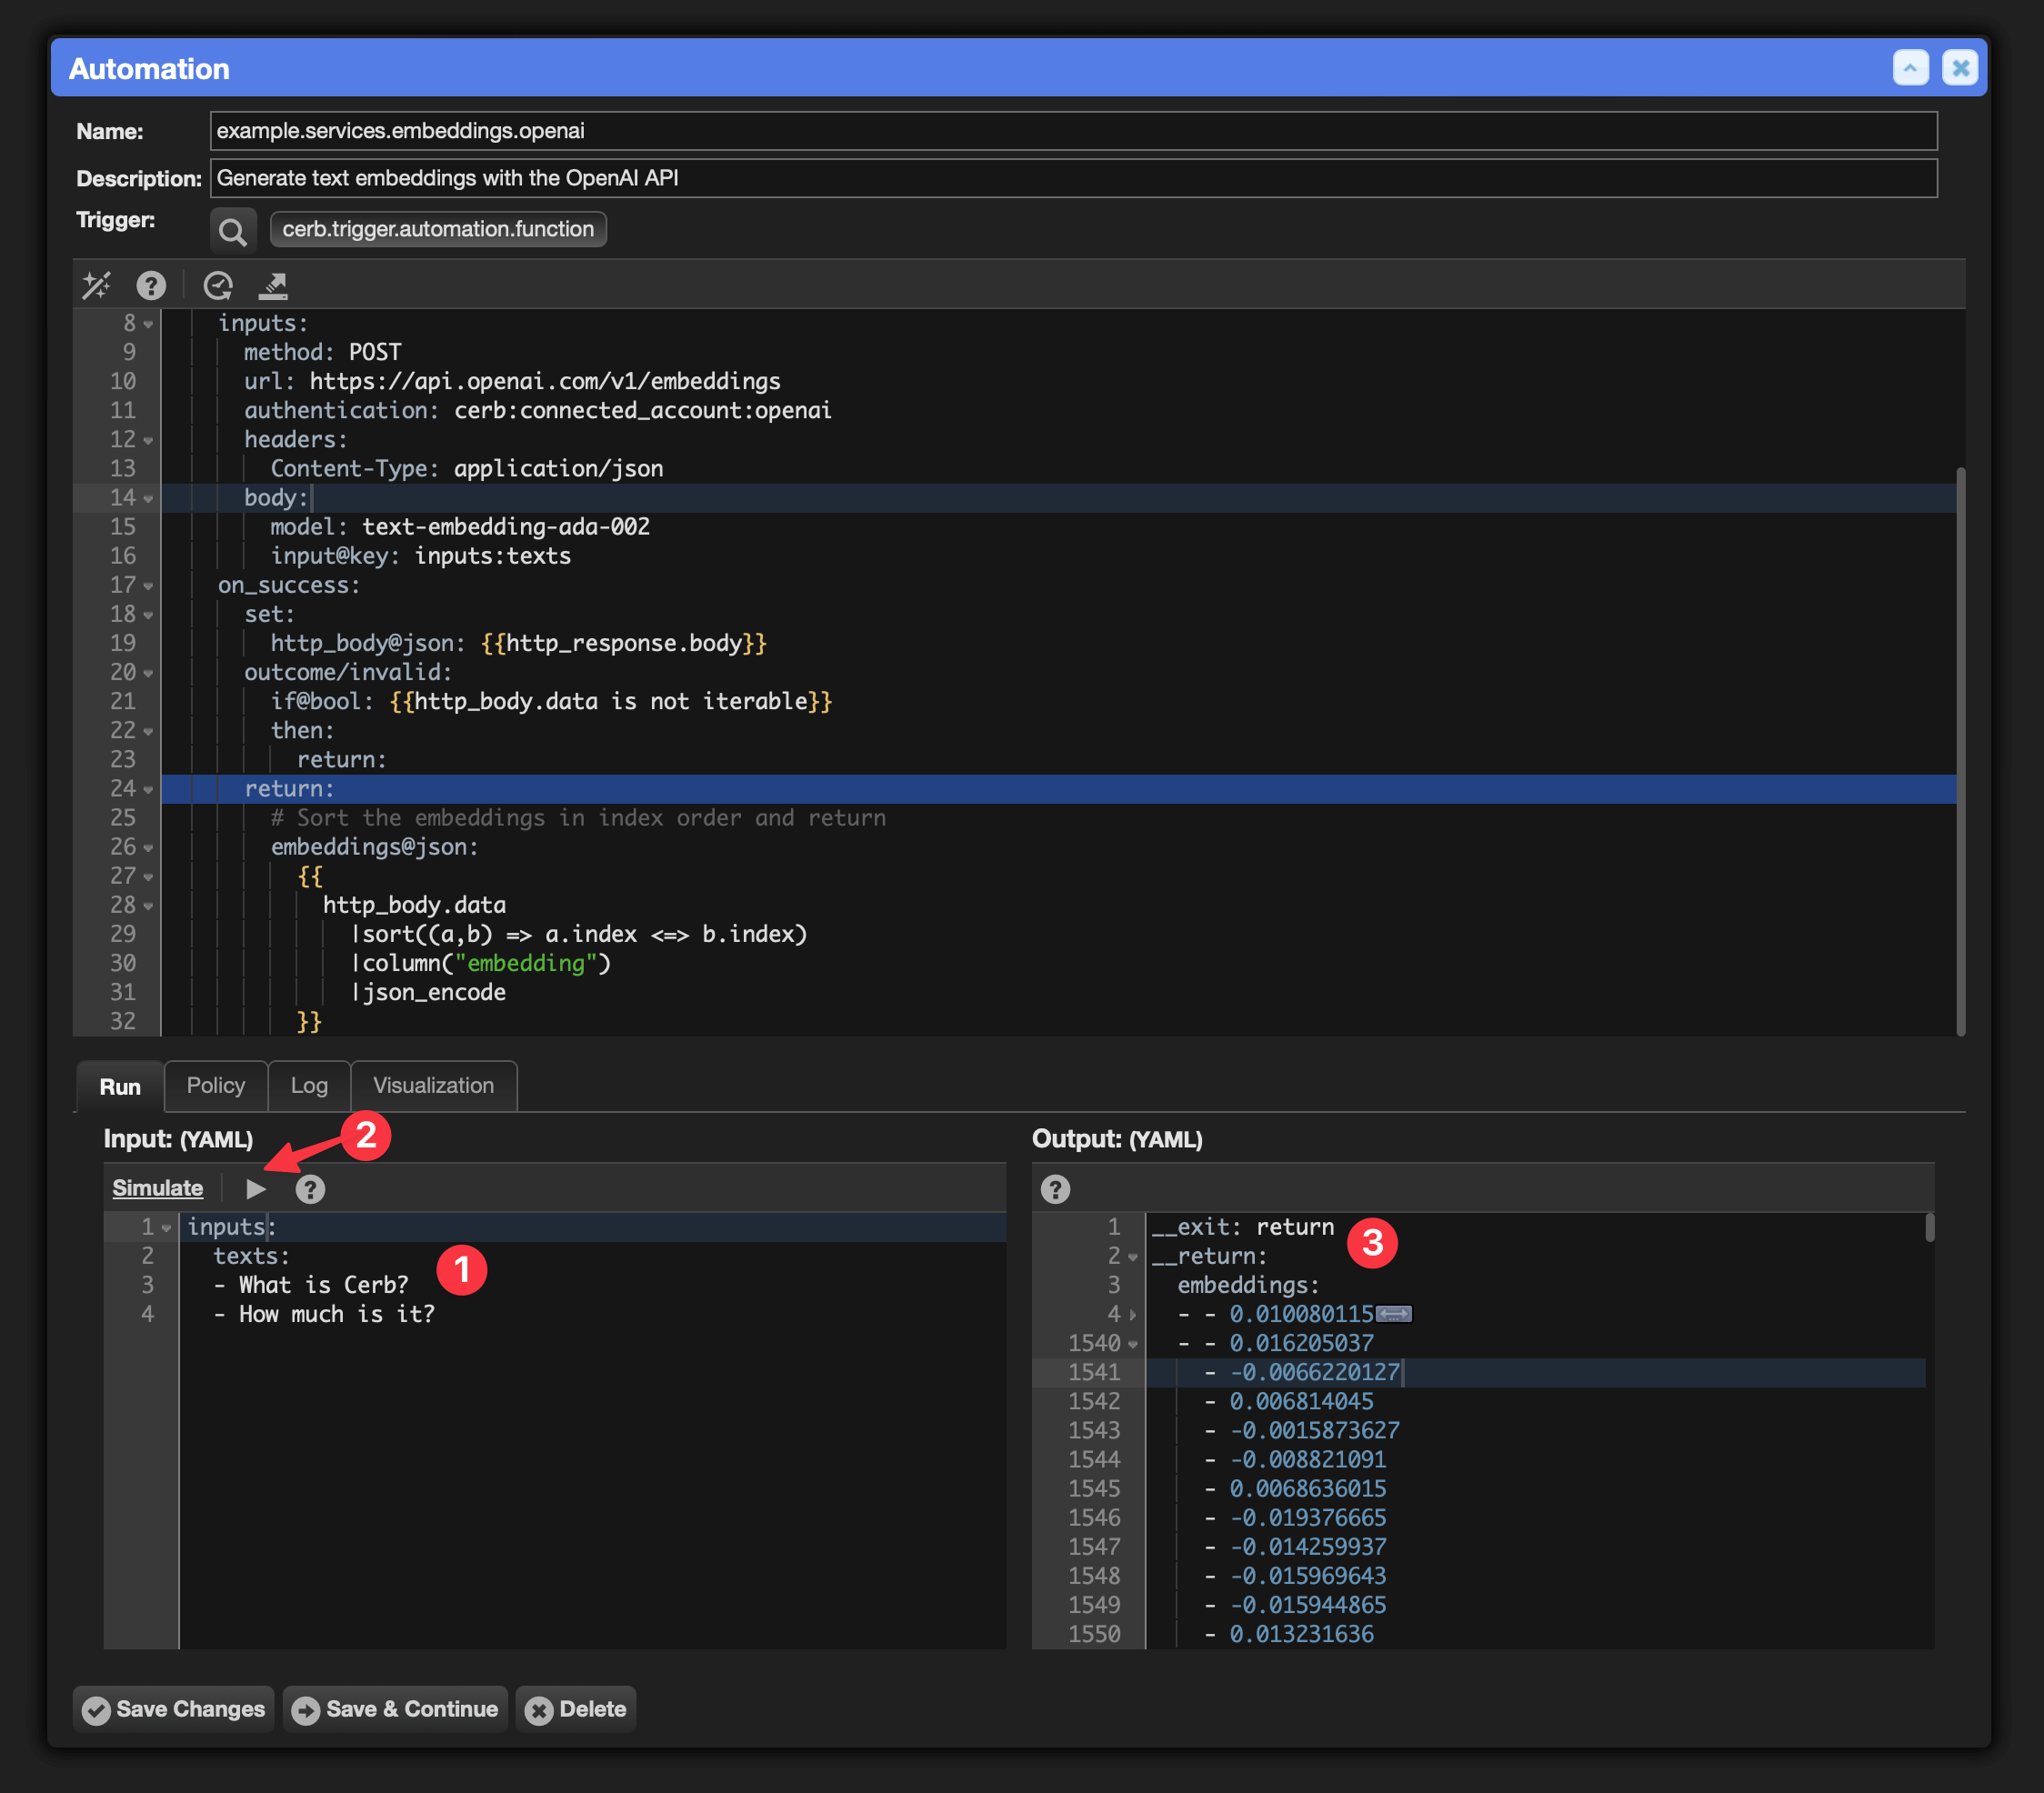 Automation
Name: example.services.embeddings.openai
Description: Generate text embeddings with the OpenAI API
Trigger: cerb.trigger.automation.function
8 inputs:
9 method: POST
10 url: https://api.openai.com/v1/embeddings
11 authentication: cerb:connected_account:openai
12 headers:
13 Content-Type: application/json
14 body:
15 model: text-embedding-ada-002
16 input@key: inputs:texts
17 on_success:
18 set:
19 http_body@json: {{http_response.body}}
20 outcome/invalid:
21 if@bool: {{http_body.data is not iterable}}
22 then:
23 return:
24 return:
25 # Sort the embeddings in index order and return
26 embeddings@json:
27 {{
28 http_body.data
29 |sort((a,b) => a.index <=> b.index)
30 |column("embedding")
31 |json_encode
32 }}
Run Policy Log Visualization
2
Input: (YAML)
Simulate
1 inputs:
2 texts:
3 - What is Cerb?
4 - How much is it?
1
Output: (YAML)
1 __exit: return
2 __return:
3
3 embeddings:
4 - - 0.010080115
1540 - - 0.016205037
1541 - -0.0066220127
1542 - 0.006814045
1543 - -0.0015873627
1544 - -0.008821091
1545 - 0.0068636015
1546 - -0.019376665
1547 - -0.014259937
1548 - -0.015969643
1549 - -0.015944865
1550 - 0.013231636
Save Changes Save & Continue Delete